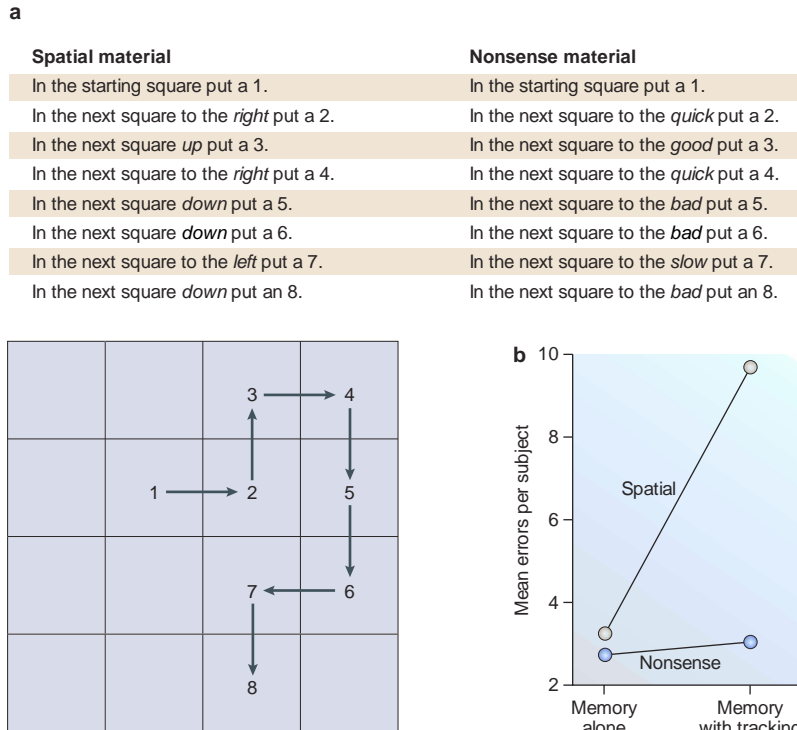 a
Spatial material
In the starting square put a 1.
In the next square to the right put a 2.
In the next square up put a 3.
In the next square to the right put a 4.
In the next square down put a 5.
In the next square down put a 6.
In the next square to the left put a 7.
In the next square down put an 8.
Nonsense material
In the starting square put a 1.
In the next square to the quick put a 2.
In the next square to the good put a 3.
In the next square to the quick put a 4.
In the next square to the bad put a 5.
In the next square to the bad put a 6.
In the next square to the slow put a 7.
In the next square to the bad put an 8.
3 4
1 2 5
7 6
8
b
10
8
6
4
2
Mean errors per subject
Spatial
Nonsense
Memory
alone
Memory
with tracking